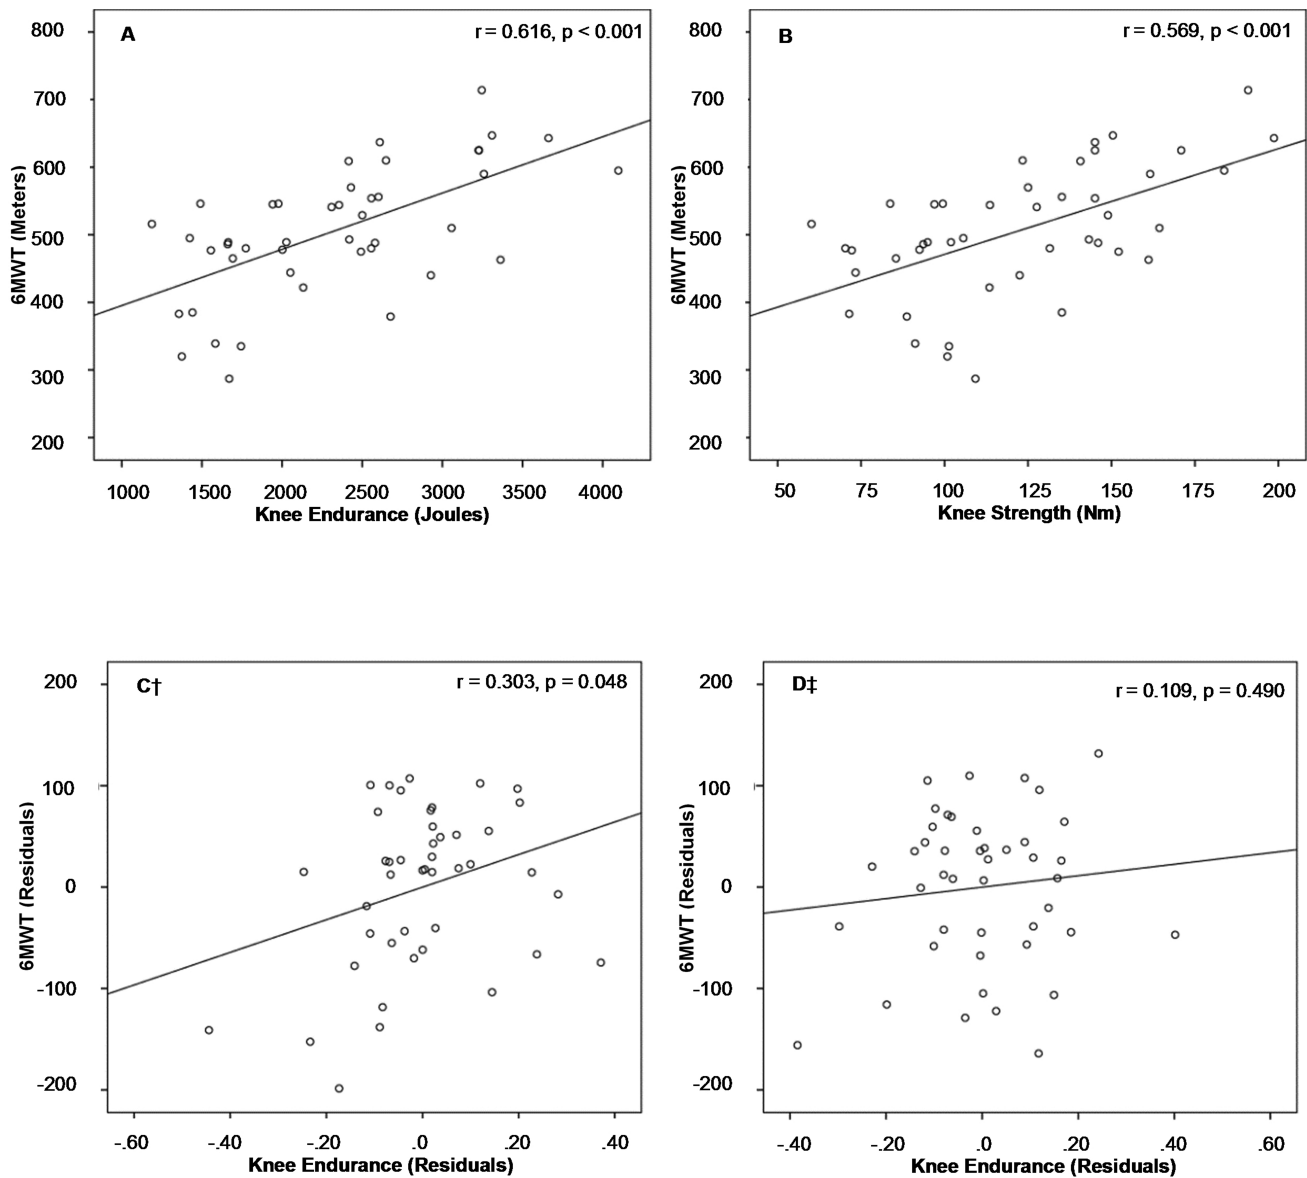 A
r = 0.616, p < 0.001
800
700
600
500
400
300
200
6MWT (Meters)
1000 1500 2000 2500 3000 3500 4000
Knee Endurance (Joules)
B
r = 0.569, p < 0.001
800
700
600
500
400
300
200
6MWT (Meters)
50 75 100 125 150 175 200
Knee Strength (Nm)
C†
r = 0.303, p = 0.048
200
100
0
-100
-200
6MWT (Residuals)
-.60 -.40 -.20 .0 .20 .40
Knee Endurance (Residuals)
D‡
r = 0.109, p = 0.490
200
100
0
-100
-200
6MWT (Residuals)
-.40 -.20 .0 .20 .40 .60
Knee Endurance (Residuals)